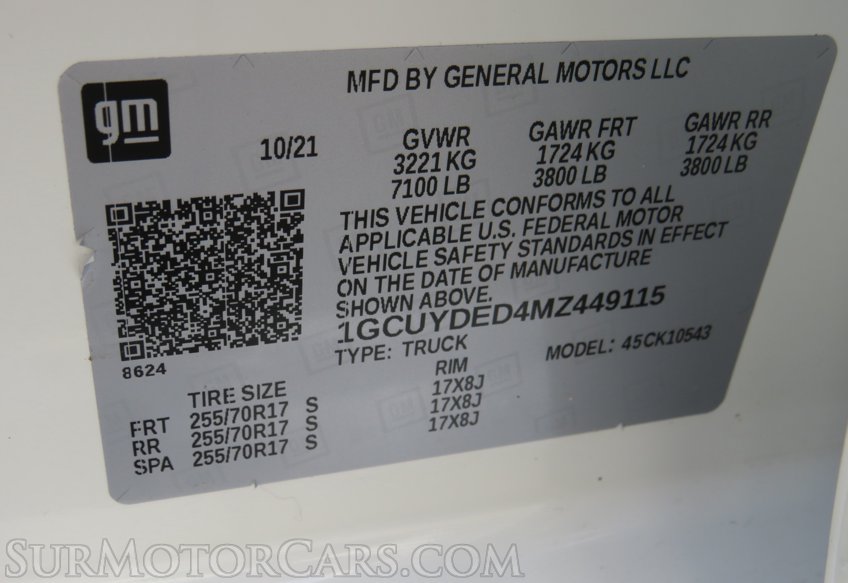 gm
MFD BY GENERAL MOTORS LLC
10/21
GVWR GAWR FRT GAWR RR
3221 KG 1724 KG 1724 KG
7100 LB 3800 LB 3800 LB
THIS VEHICLE CONFORMS TO ALL
APPLICABLE U.S. FEDERAL MOTOR
VEHICLE SAFETY STANDARDS IN EFFECT
ON THE DATE OF MANUFACTURE
SHOWN ABOVE.
1GCUYDED4MZ449115
TYPE: TRUCK MODEL: 45CK10543
8624
TIRE SIZE RIM
FRT 255/70R17 S 17X8J
RR 255/70R17 S 17X8J
SPA 255/70R17 S 17X8J
SURMOTORCARS.COM